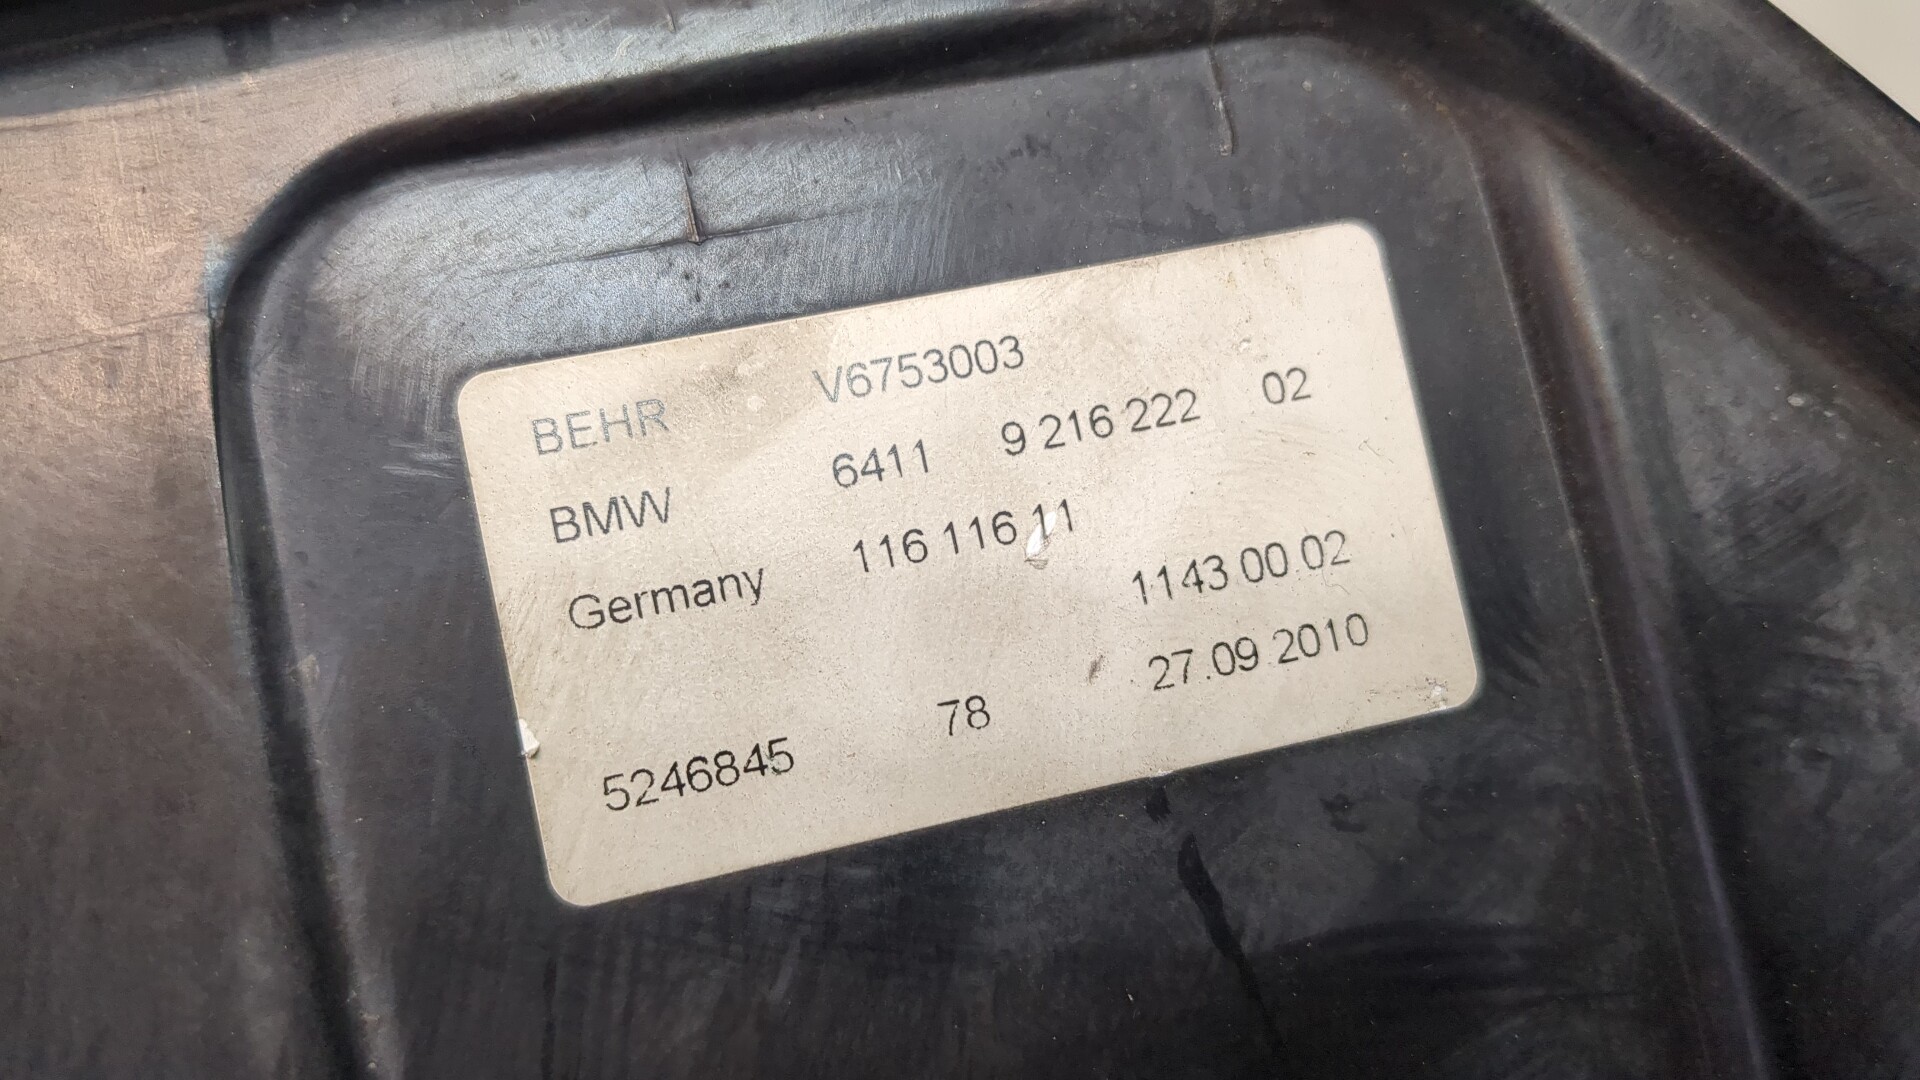 BEHR V6753003
BMW 6411 9 216 222 02
Germany 116 116 11
1143 00 02
27.09.2010
5246845 78